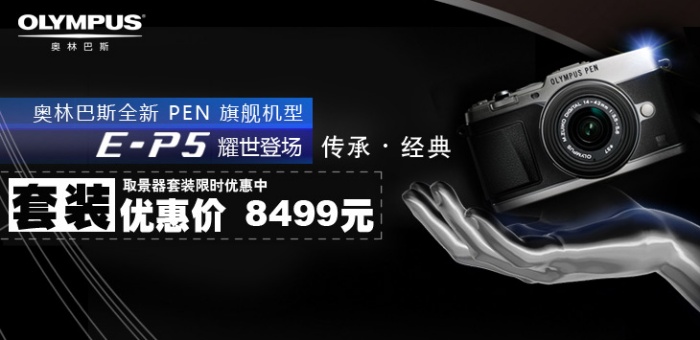 OLYMPUS
奥林巴斯
OLYMPUS PEN
奥林巴斯全新 PEN 旗舰机型
E-P5 耀世登场
传承·经典
取景器套装限时优惠中
套装 优惠价 8499元